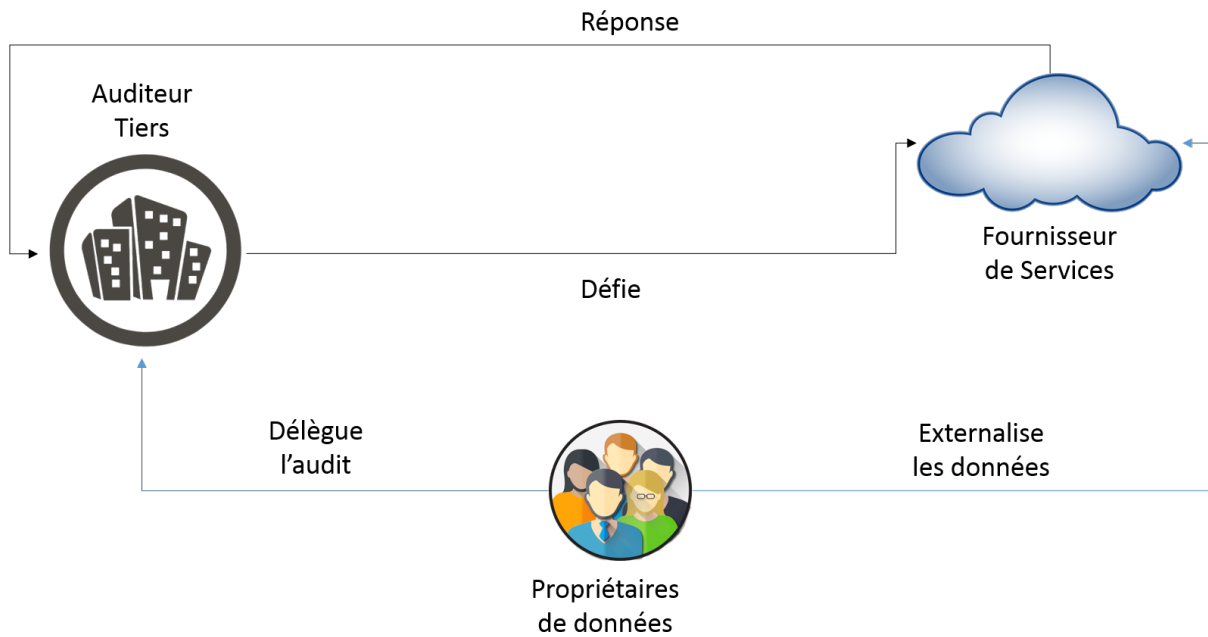 Réponse
Auditeur
Tiers
Fournisseur
de Services
Défie
Délègue
l’audit
Externalise
les données
Propriétaires
de données